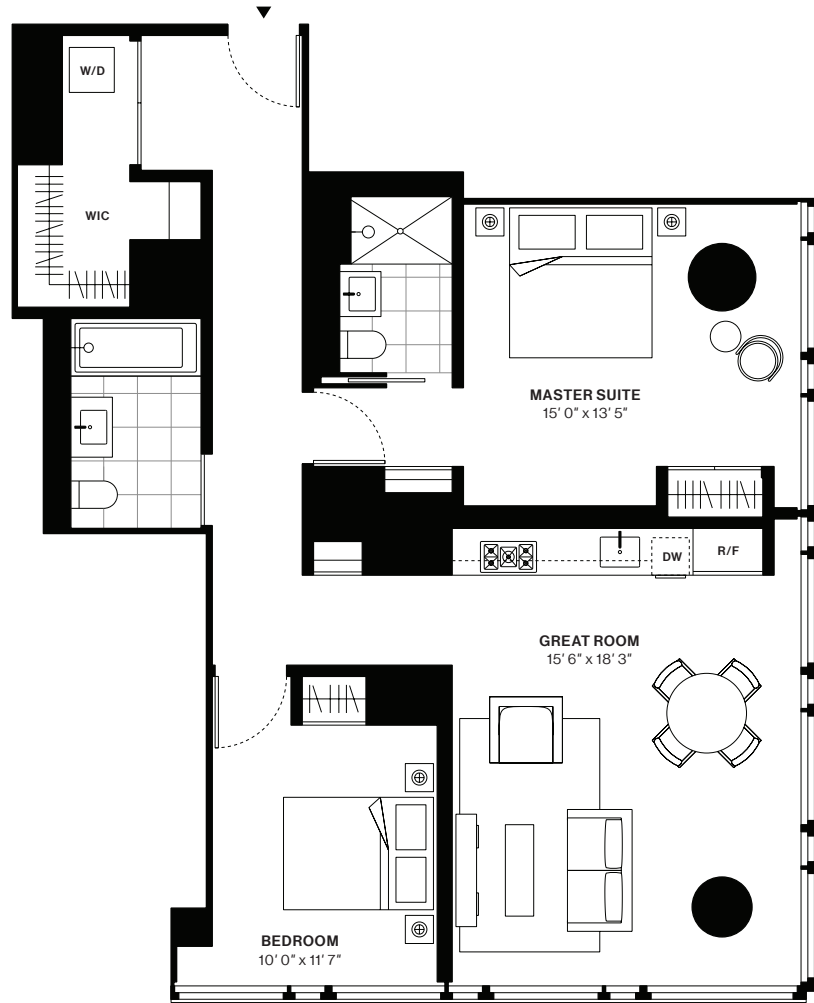 W/D
WIC
MASTER SUITE
15' 0" x 13' 5"
DW
R/F
GREAT ROOM
15' 6" x 18' 3"
BEDROOM
10' 0" x 11' 7"